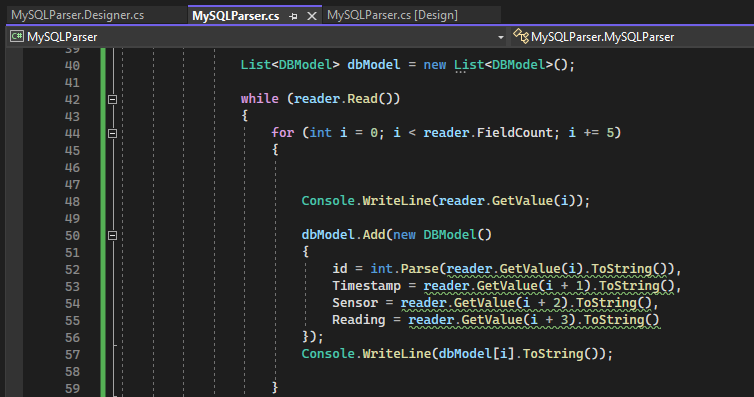 MySQLParser.Designer.cs MySQLParser.cs MySQLParser.cs [Design]
C# MySQLParser MySQLParser.MySQLParser
39
40 List<DBModel> dbModel = new List<DBModel>();
41
42 while (reader.Read())
43 {
44 for (int i = 0; i < reader.FieldCount; i += 5)
45 {
46
47
48 Console.WriteLine(reader.GetValue(i));
49
50 dbModel.Add(new DBModel()
51 {
52 id = int.Parse(reader.GetValue(i).ToString()),
53 Timestamp = reader.GetValue(i + 1).ToString(),
54 Sensor = reader.GetValue(i + 2).ToString(),
55 Reading = reader.GetValue(i + 3).ToString()
56 });
57 Console.WriteLine(dbModel[i].ToString());
58
59 }